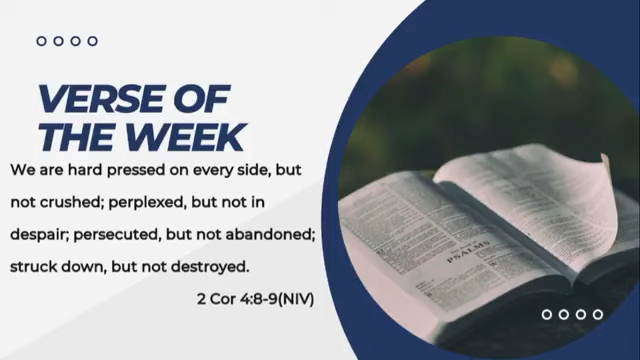 VERSE OF
THE WEEK
We are hard pressed on every side, but
not crushed; perplexed, but not in
despair; persecuted, but not abandoned;
struck down, but not destroyed.
2 Cor 4:8-9(NIV)
PSALMS